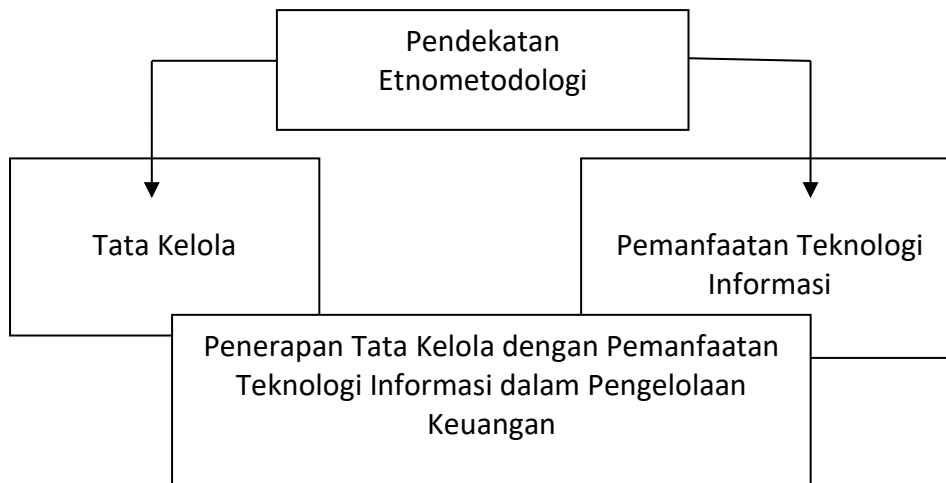 Pendekatan
Etnometodologi
Tata Kelola
Pemanfaatan Teknologi
Informasi
Penerapan Tata Kelola dengan Pemanfaatan
Teknologi Informasi dalam Pengelolaan
Keuangan